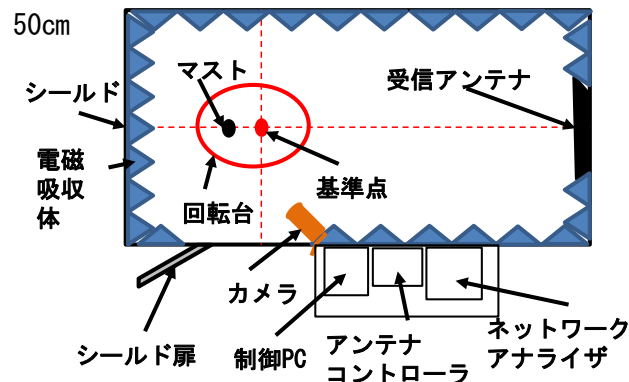 50cm
マスト
受信アンテナ
シールド
電磁
吸収
体
回転台
基準点
カメラ
シールド扉
制御PC
アンテナ
コントローラ
ネットワーク
アナライザ